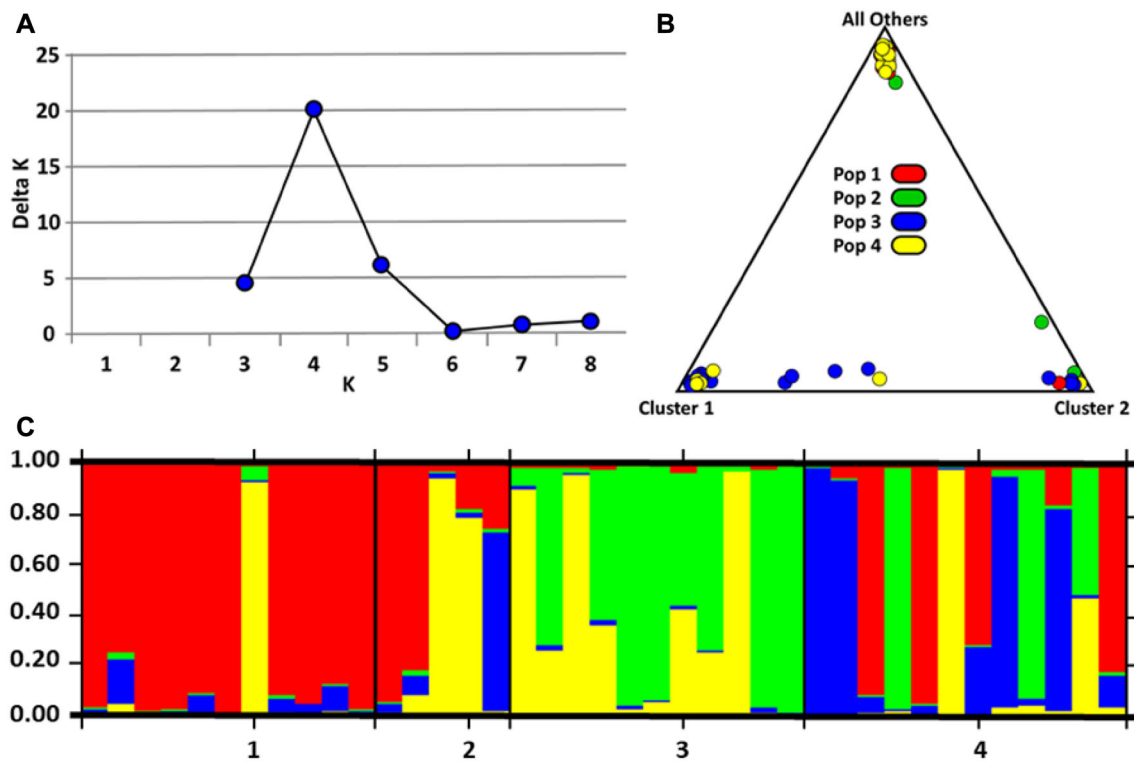 A
25
20
15
10
5
0
Delta K
1 2 3 4 5 6 7 8
K
B
All Others
Pop 1
Pop 2
Pop 3
Pop 4
Cluster 1 Cluster 2
C
1.00
0.80
0.60
0.40
0.20
0.00
1 2 3 4